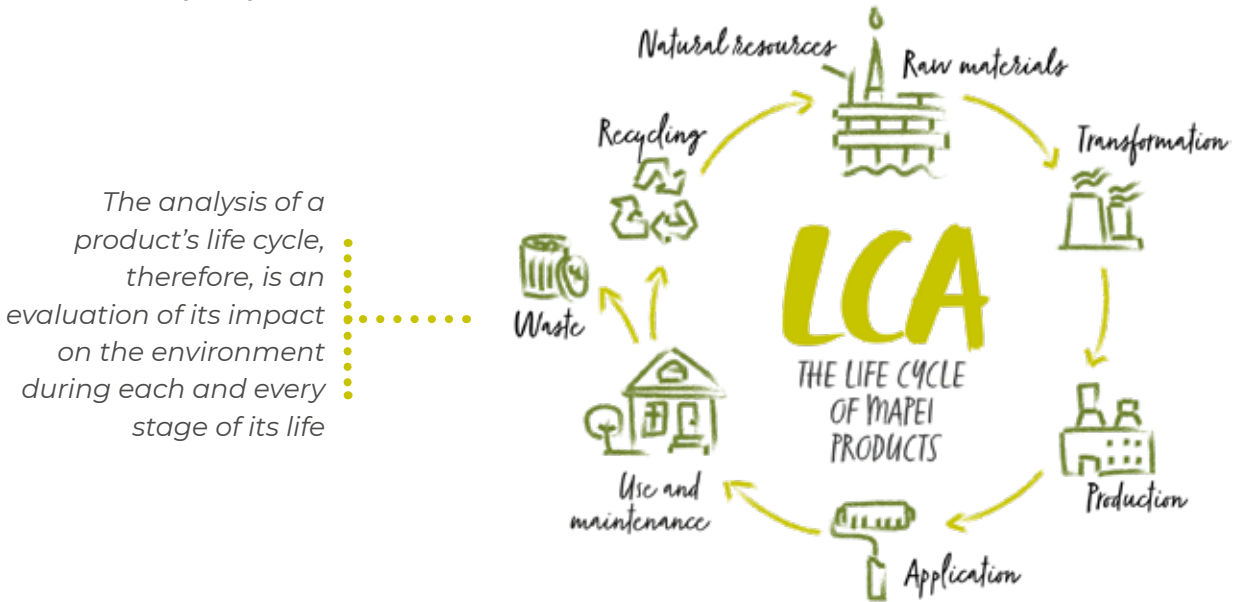 The analysis of a
product’s life cycle,
therefore, is an
evaluation of its impact
on the environment
during each and every
stage of its life
Natural resources
Raw materials
Transformation
Production
Application
Use and
maintenance
Waste
Recycling
LCA
THE LIFE CYCLE
OF MAPEI
PRODUCTS